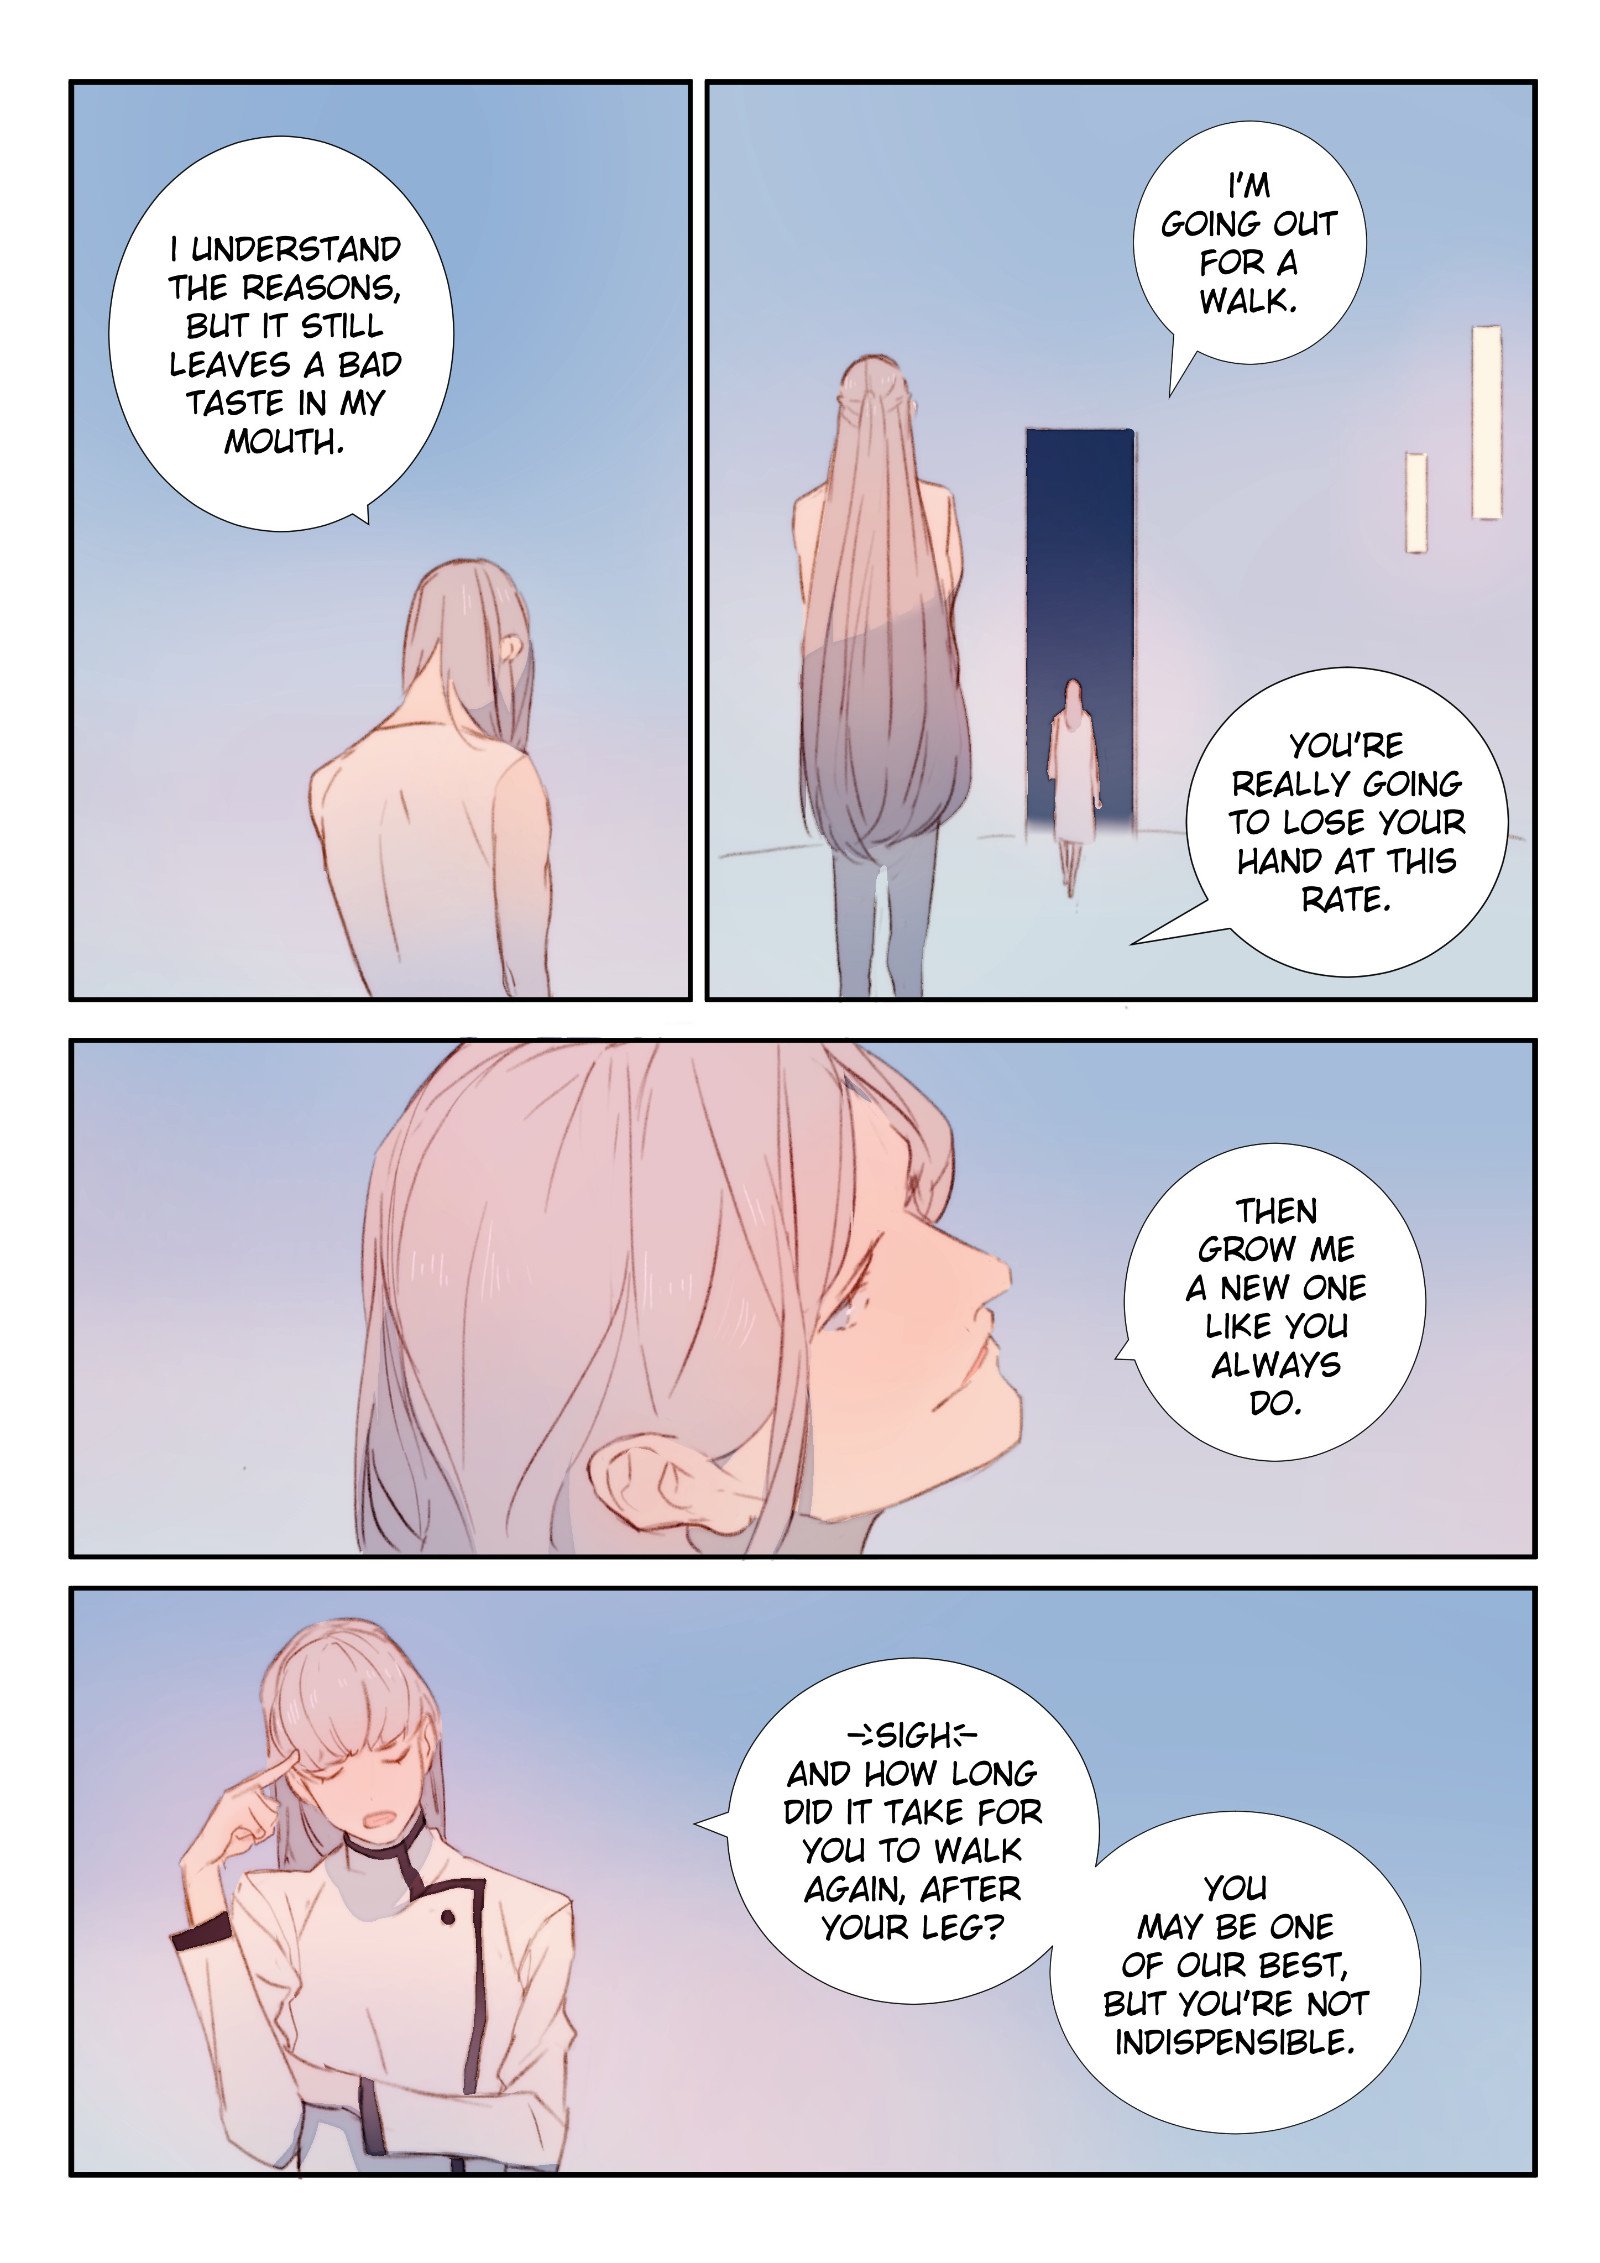 I UNDERSTAND
THE REASONS,
BUT IT STILL
LEAVES A BAD
TASTE IN MY
MOUTH.
I'M
GOING OUT
FOR A
WALK.
YOU'RE
REALLY GOING
TO LOSE YOUR
HAND AT THIS
RATE.
THEN
GROW ME
A NEW ONE
LIKE YOU
ALWAYS
DO.
SIGH
AND HOW LONG
DID IT TAKE FOR
YOU TO WALK
AGAIN, AFTER
YOUR LEG?
YOU
MAY BE ONE
OF OUR BEST,
BUT YOU'RE NOT
INDISPENSIBLE.